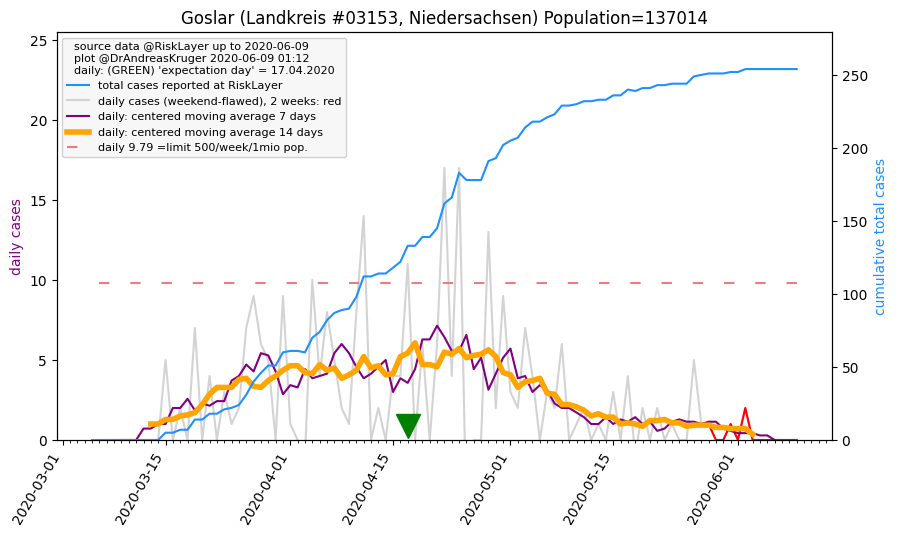 Goslar (Landkreis #03153, Niedersachsen) Population=137014
source data @RiskLayer up to 2020-06-09
plot @DrAndreasKruger 2020-06-09 01:12
daily: (GREEN) 'expectation day' = 17.04.2020
total cases reported at RiskLayer
daily cases (weekend-flawed), 2 weeks: red
daily: centered moving average 7 days
daily: centered moving average 14 days
daily 9.79 =limit 500/week/1mio pop.
daily cases
25
20
15
10
5
0
cumulative total cases
250
200
150
100
50
0
2020-03-01
2020-03-15
2020-04-01
2020-04-15
2020-05-01
2020-05-15
2020-06-01